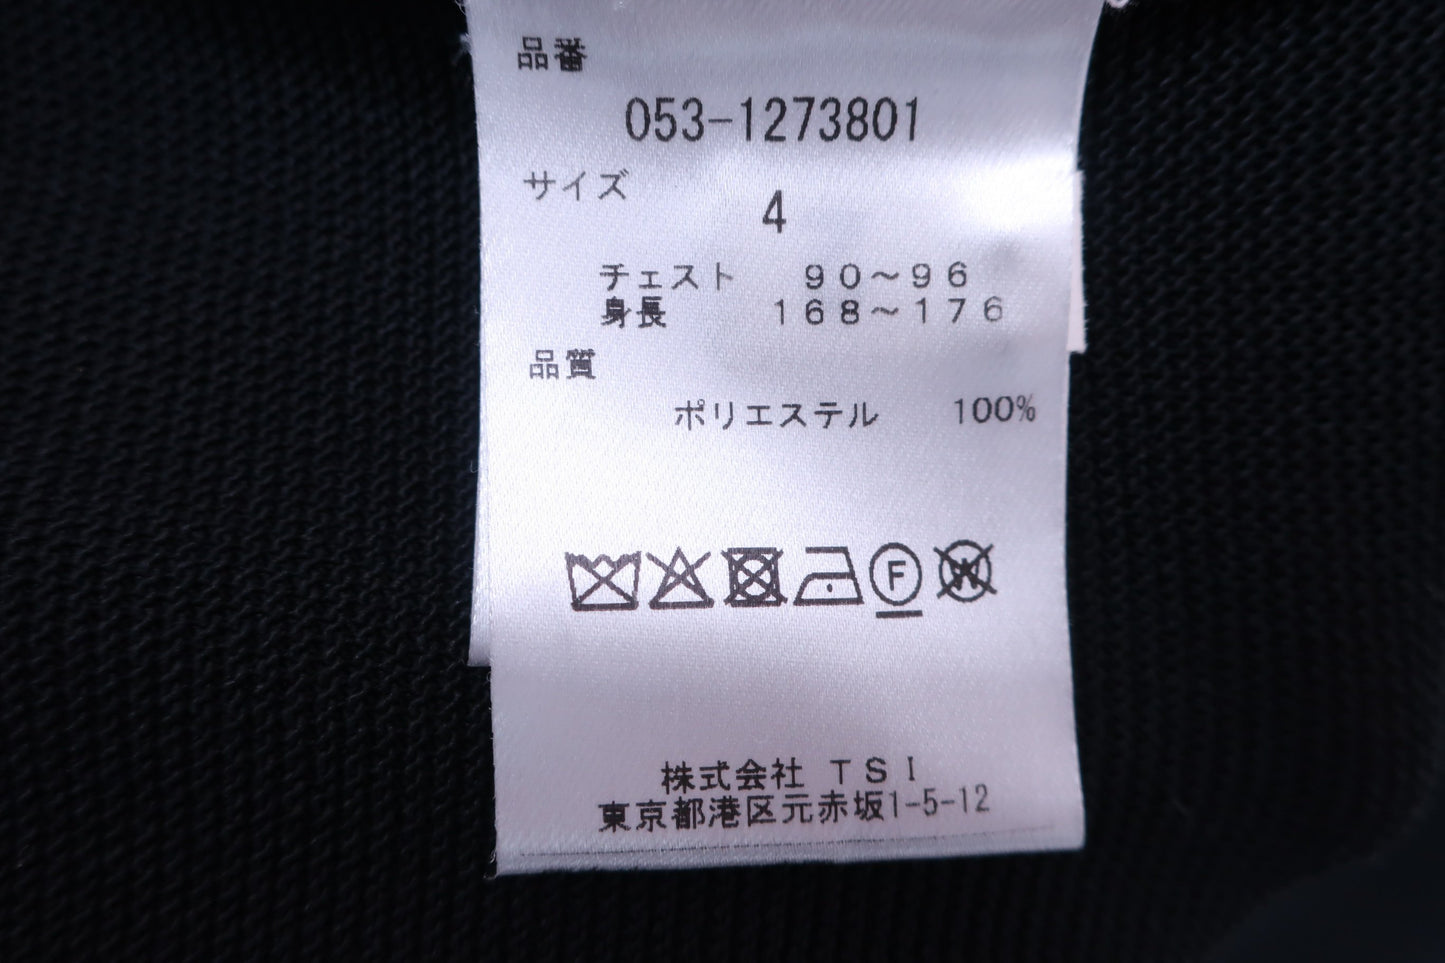 品番
053-1273801
サイズ
4
チェスト 90～96
身長 168～176
品質
ポリエステル 100%
F W
株式会社 TSI
東京都港区元赤坂1-5-12